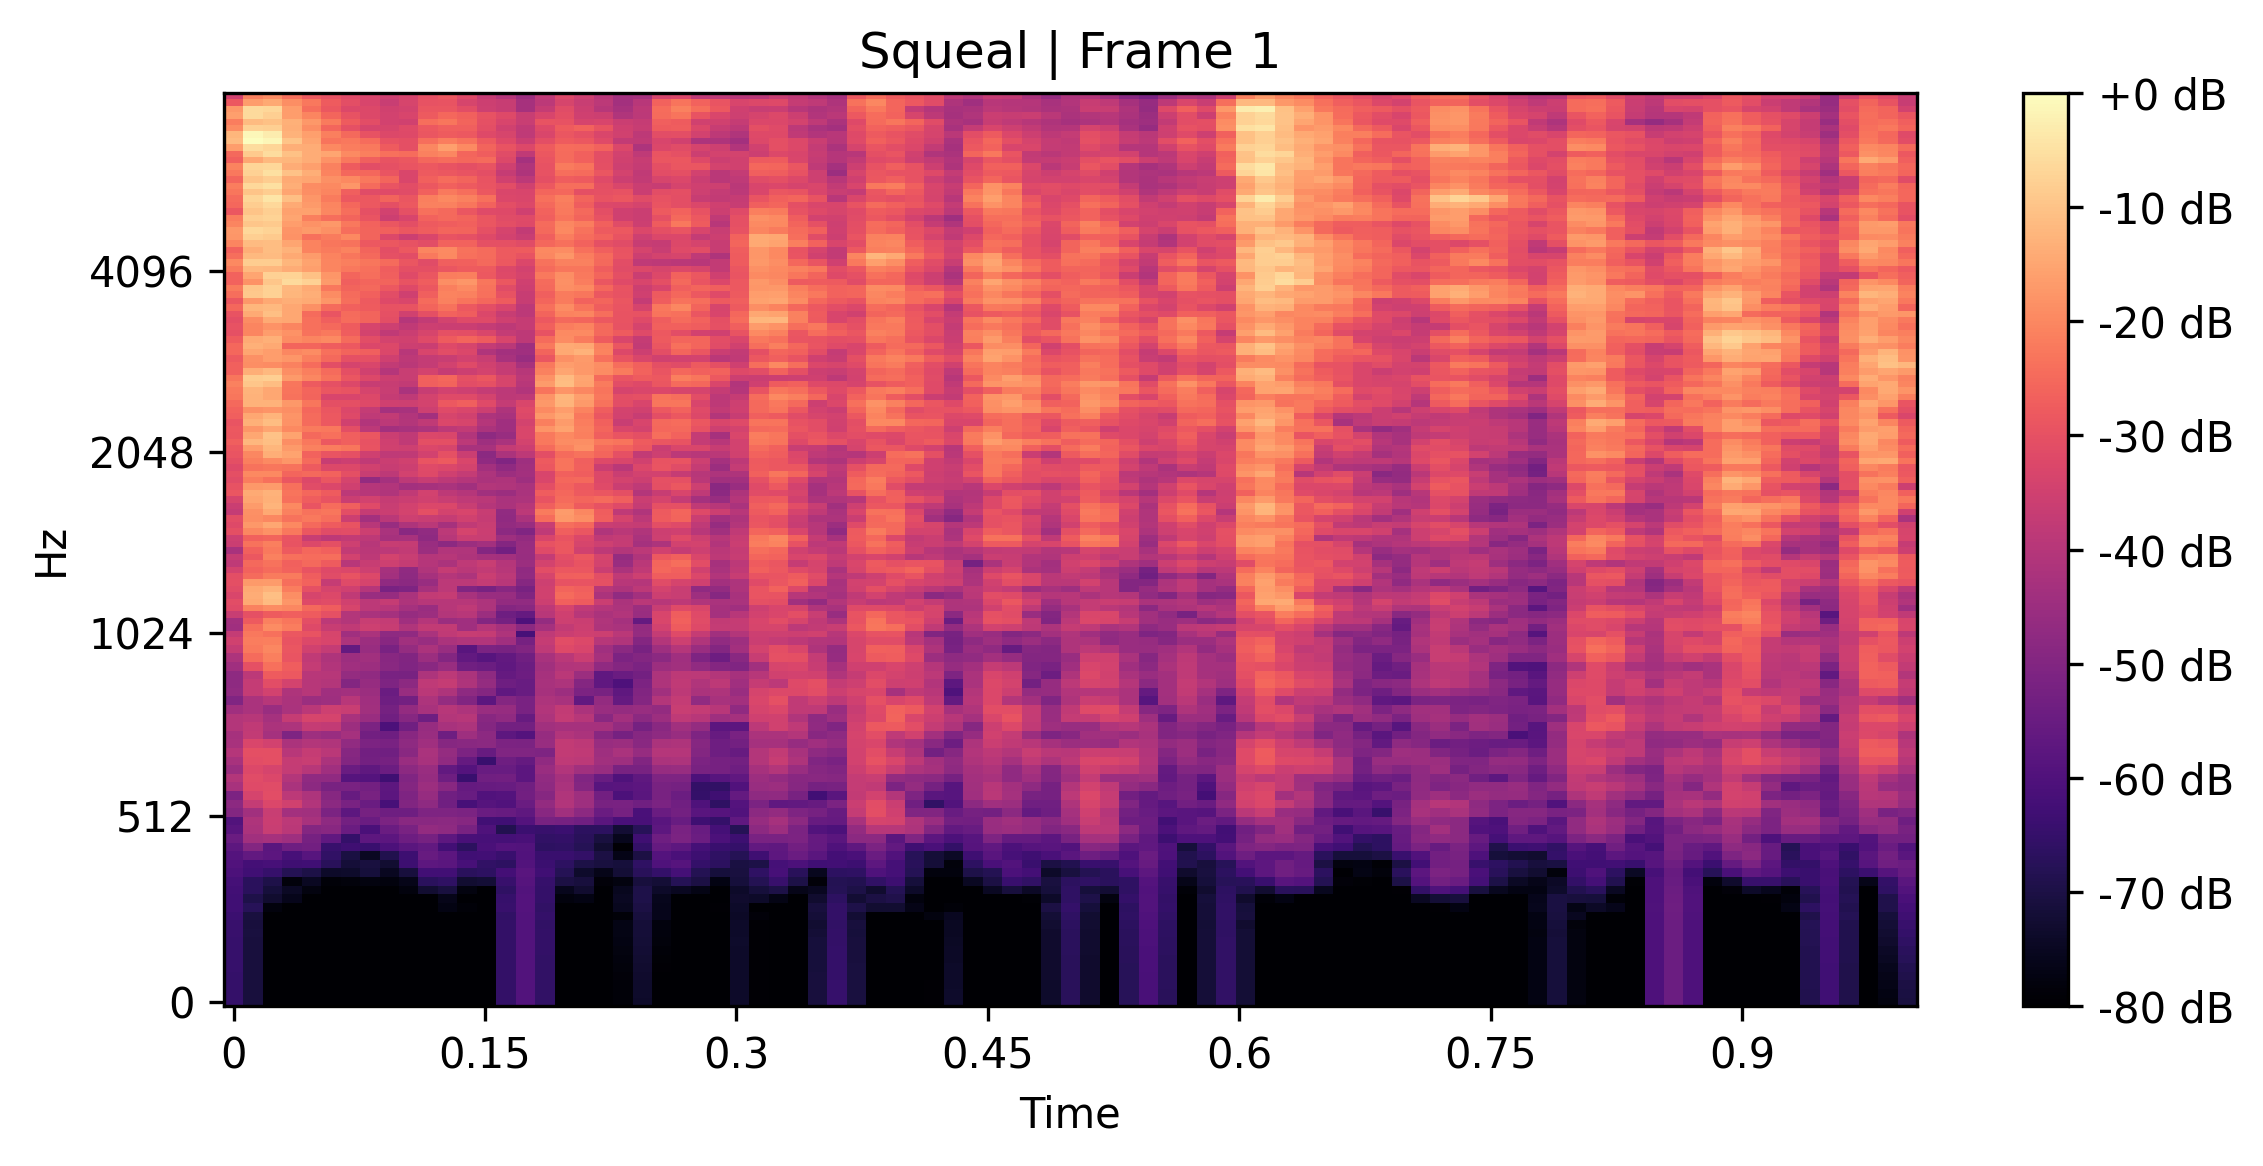 Squeal | Frame 1
+0 dB
-10 dB
-20 dB
-30 dB
-40 dB
-50 dB
-60 dB
-70 dB
-80 dB
Hz
4096
2048
1024
512
0
0 0.15 0.3 0.45 0.6 0.75 0.9
Time